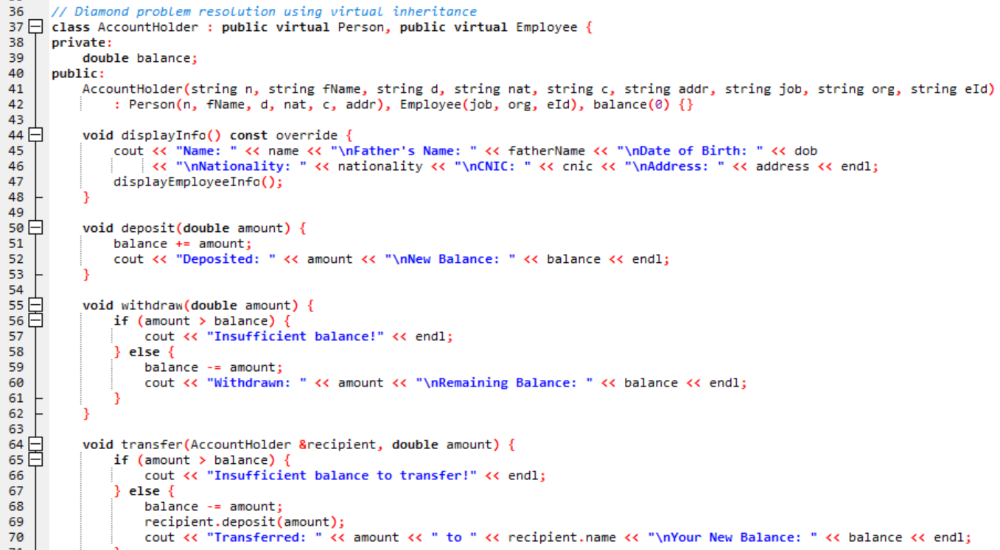 36 // Diamond problem resolution using virtual inheritance
37 class AccountHolder : public virtual Person, public virtual Employee {
38 private:
39     double balance;
40 public:
41     AccountHolder(string n, string fName, string d, string nat, string c, string addr, string job, string org, string eId)
42         : Person(n, fName, d, nat, c, addr), Employee(job, org, eId), balance(0) {}
43
44     void displayInfo() const override {
45         cout << "Name: " << name << "\nFather's Name: " << fatherName << "\nDate of Birth: " << dob
46             << "\nNationality: " << nationality << "\nCNIC: " << cnic << "\nAddress: " << address << endl;
47         displayEmployeeInfo();
48     }
49
50     void deposit(double amount) {
51         balance += amount;
52         cout << "Deposited: " << amount << "\nNew Balance: " << balance << endl;
53     }
54
55     void withdraw(double amount) {
56         if (amount > balance) {
57             cout << "Insufficient balance!" << endl;
58         } else {
59             balance -= amount;
60             cout << "Withdrawn: " << amount << "\nRemaining Balance: " << balance << endl;
61         }
62     }
63
64     void transfer(AccountHolder &recipient, double amount) {
65         if (amount > balance) {
66             cout << "Insufficient balance to transfer!" << endl;
67         } else {
68             balance -= amount;
69             recipient.deposit(amount);
70             cout << "Transferred: " << amount << " to " << recipient.name << "\nYour New Balance: " << balance << endl;